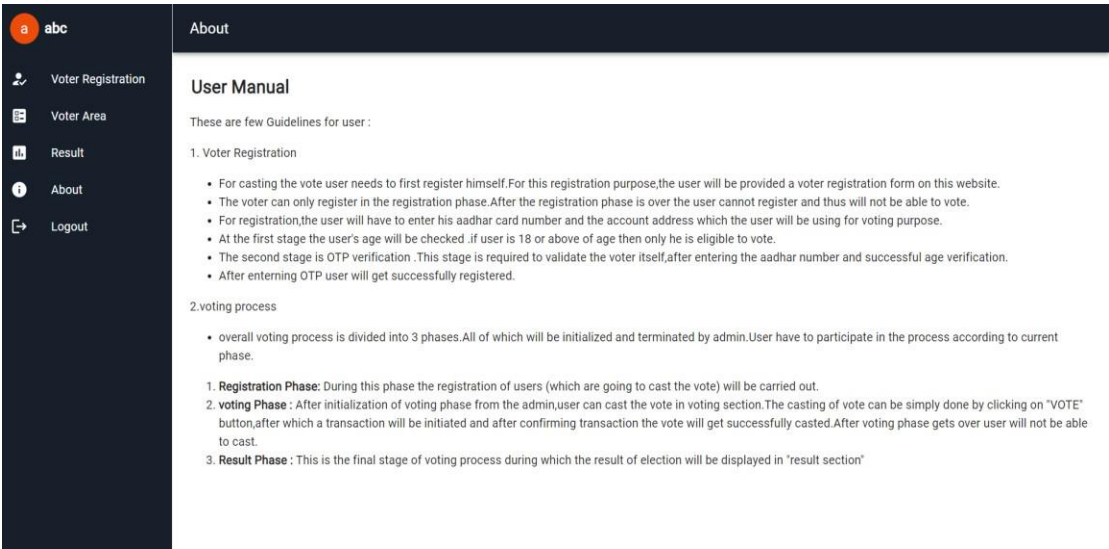 a abc
About
Voter Registration
Voter Area
Result
About
Logout
User Manual
These are few Guidelines for user :
1. Voter Registration
• For casting the vote user needs to first register himself.For this registration purpose,the user will be provided a voter registration form on this website.
• The voter can only register in the registration phase.After the registration phase is over the user cannot register and thus will not be able to vote.
• For registration,the user will have to enter his aadhar card number and the account address which the user will be using for voting purpose.
• At the first stage the user's age will be checked .if user is 18 or above of age then only he is eligible to vote.
• The second stage is OTP verification .This stage is required to validate the voter itself,after entering the aadhar number and successful age verification.
• After enterning OTP user will get successfully registered.
2.voting process
• overall voting process is divided into 3 phases.All of which will be initialized and terminated by admin.User have to participate in the process according to current
phase.
1. Registration Phase: During this phase the registration of users (which are going to cast the vote) will be carried out.
2. voting Phase : After initialization of voting phase from the admin,user can cast the vote in voting section.The casting of vote can be simply done by clicking on "VOTE"
button,after which a transaction will be initiated and after confirming transaction the vote will get successfully casted.After voting phase gets over user will not be able
to cast.
3. Result Phase : This is the final stage of voting process during which the result of election will be displayed in "result section"